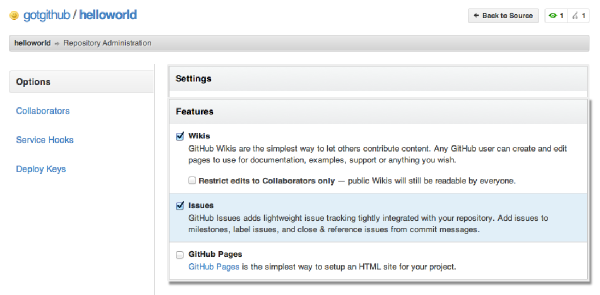 gotgithub / helloworld
Back to Source
1
1
helloworld ⇒ Repository Administration
Options
Collaborators
Service Hooks
Deploy Keys
Settings
Features
Wikis
GitHub Wikis are the simplest way to let others contribute content. Any GitHub user can create and edit
pages to use for documentation, examples, support or anything you wish.
Restrict edits to Collaborators only — public Wikis will still be readable by everyone.
Issues
GitHub Issues adds lightweight issue tracking tightly integrated with your repository. Add issues to
milestones, label issues, and close & reference issues from commit messages.
GitHub Pages
GitHub Pages is the simplest way to setup an HTML site for your project.